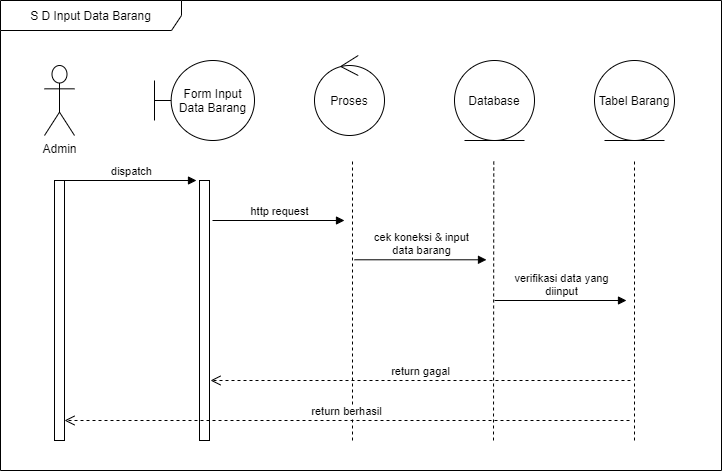 S D Input Data Barang
Form Input
Data Barang
Proses
Database
Tabel Barang
Admin
dispatch
http request
cek koneksi & input
data barang
verifikasi data yang
diinput
return gagal
return berhasil